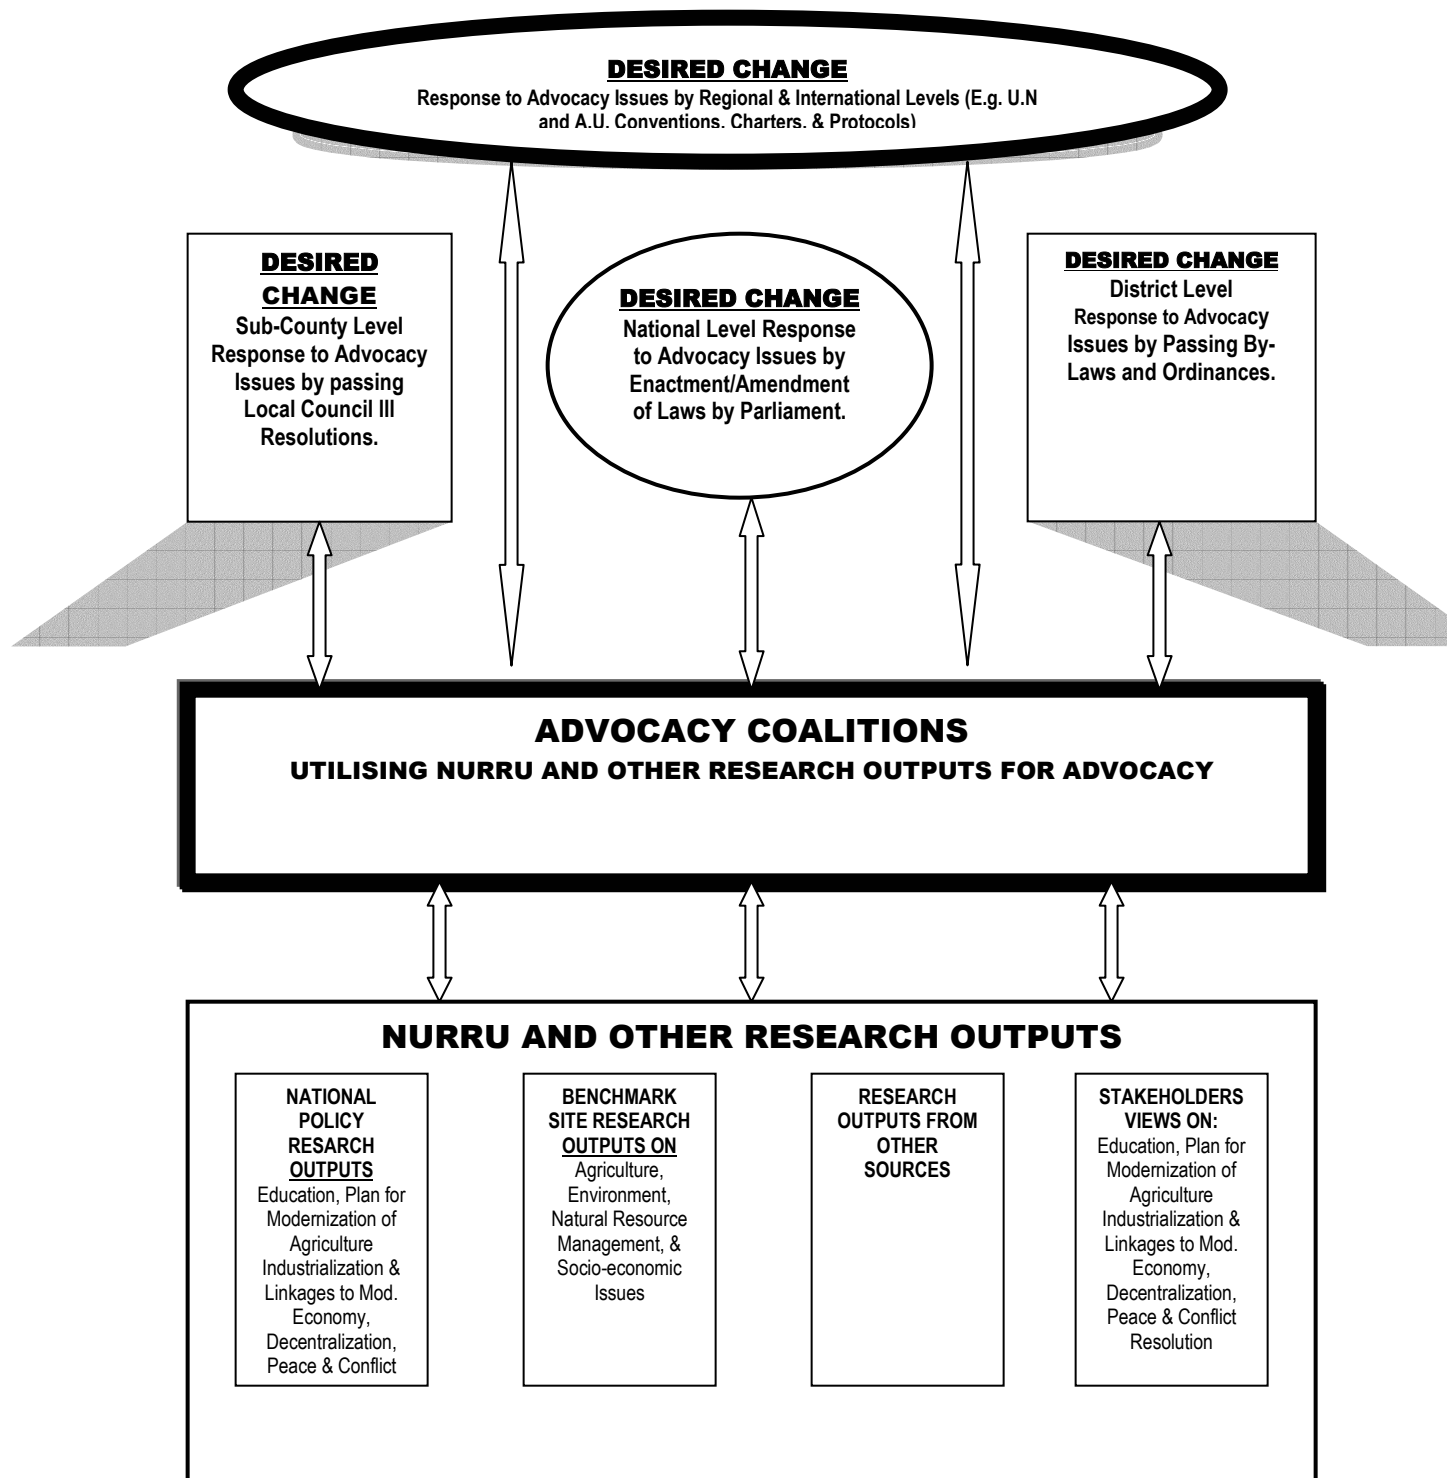 DESIRED CHANGE
Response to Advocacy Issues by Regional & International Levels (E.g. U.N
and A.U. Conventions, Charters, & Protocols)
DESIRED
CHANGE
Sub-County Level
Response to Advocacy
Issues by passing
Local Council III
Resolutions.
DESIRED CHANGE
National Level Response
to Advocacy Issues by
Enactment/Amendment
of Laws by Parliament.
DESIRED CHANGE
District Level
Response to Advocacy
Issues by Passing By-
Laws and Ordinances.
ADVOCACY COALITIONS
UTILISING NURRU AND OTHER RESEARCH OUTPUTS FOR ADVOCACY
NURRU AND OTHER RESEARCH OUTPUTS
NATIONAL
POLICY
RESARCH
OUTPUTS
Education, Plan for
Modernization of
Agriculture
Industrialization &
Linkages to Mod.
Economy,
Decentralization,
Peace & Conflict
BENCHMARK
SITE RESEARCH
OUTPUTS ON
Agriculture,
Environment,
Natural Resource
Management, &
Socio-economic
Issues
RESEARCH
OUTPUTS FROM
OTHER
SOURCES
STAKEHOLDERS
VIEWS ON:
Education, Plan for
Modernization of
Agriculture
Industrialization &
Linkages to Mod.
Economy,
Decentralization,
Peace & Conflict
Resolution